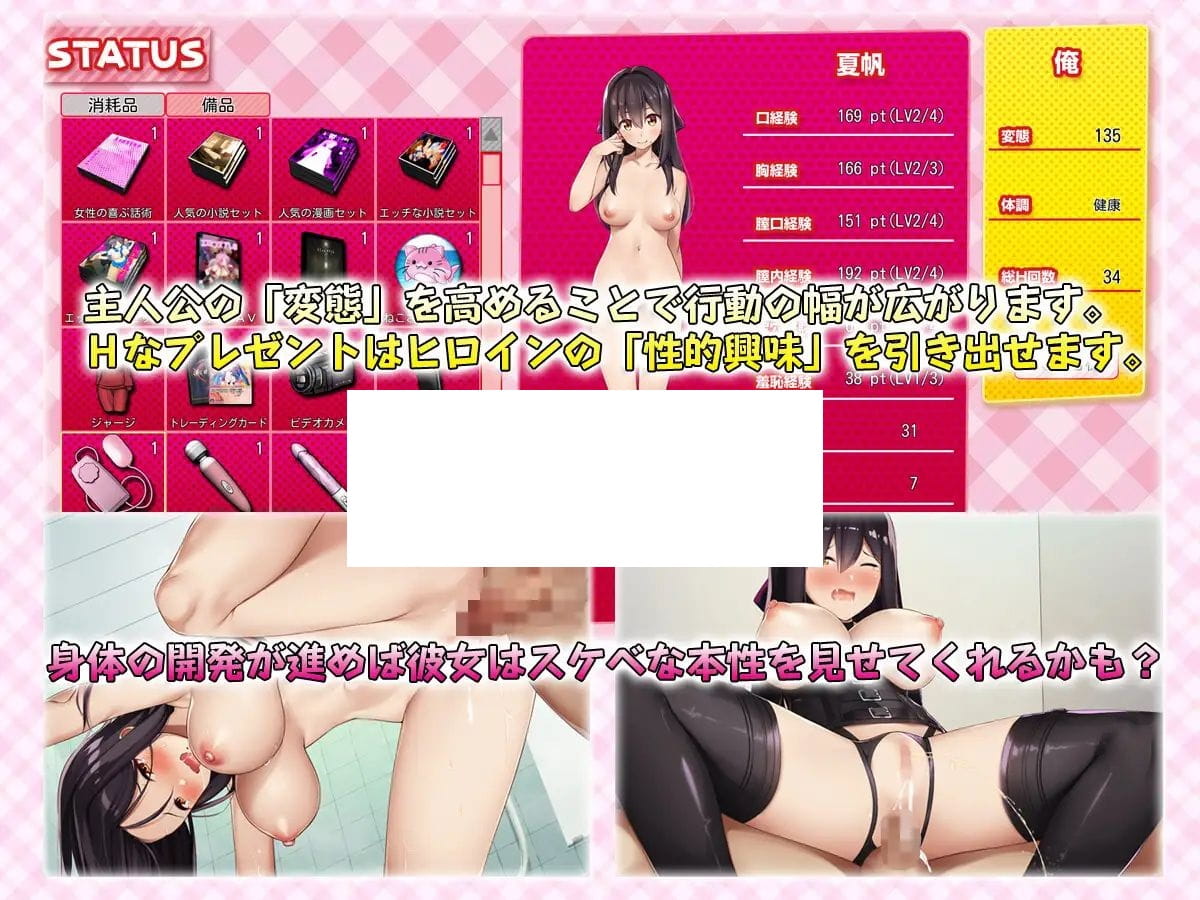 STATUS
消耗品
備品
1
1
1
1
女性の喜ぶ話術
人気の小説セット
人気の漫画セット
エッチな小説セット
1
1
1
1
ジャージ
トレーディングカード
ビデオカメ
1
1
夏帆
口経験 169 pt(LV2/4)
胸経験 166 pt(LV2/3)
膣口経験 151 pt(LV2/4)
膣内経験 192 pt(LV2/4)
羞恥経験 38 pt(LV1/3)
31
7
俺
変態 135
体調 健康
総H回数 34
主人公の「変態」を高めることで行動の幅が広がります。
Hなプレゼントはヒロインの「性的興味」を引き出せます。
身体の開発が進めば彼女はスケベな本性を見せてくれるかも?